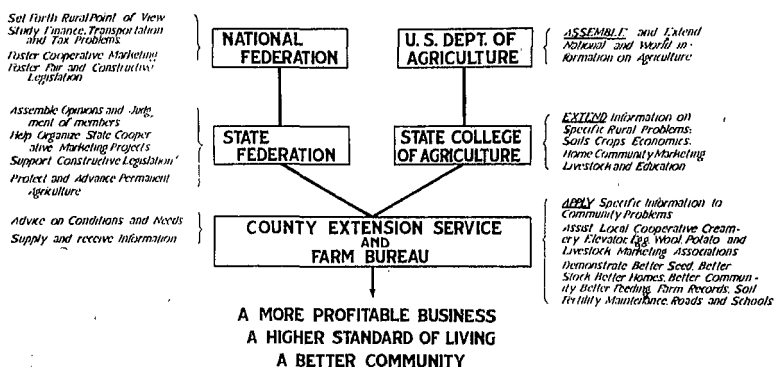 Set Forth Rural Point of View
Study Finance, Transportation
and Tax Problems.
Foster Cooperative Marketing
Foster Fair and Constructive
Legislation
NATIONAL
FEDERATION
U. S. DEPT. OF
AGRICULTURE
ASSEMBLE and Extend
National and World in-
formation on Agriculture
Assemble Opinions and Judg
ment of members
Help Organize State Cooper
ative Marketing Projects
Support Constructive Legislation
Protect and Advance Permanent
Agriculture
STATE
FEDERATION
STATE COLLEGE
OF AGRICULTURE
EXTEND Information on
Specific Rural Problems:
Soils Crops Economics.
Home Community Marketing
Livestock and Education
Advice on Conditions and Needs
Supply and receive Information
COUNTY EXTENSION SERVICE
AND
FARM BUREAU
APPLY Specific Information to
Community Problems
Assist Local Cooperative Cream-
ery Elevator, Egg, Wool, Potato and
Livestock Marketing Associations
Demonstrate Better Seed, Better
Stock Better Homes, Better Commun-
ity Better Feeding, Farm Records, Soil
Fertility Maintenance, Roads and Schools
A MORE PROFITABLE BUSINESS
A HIGHER STANDARD OF LIVING
A BETTER COMMUNITY